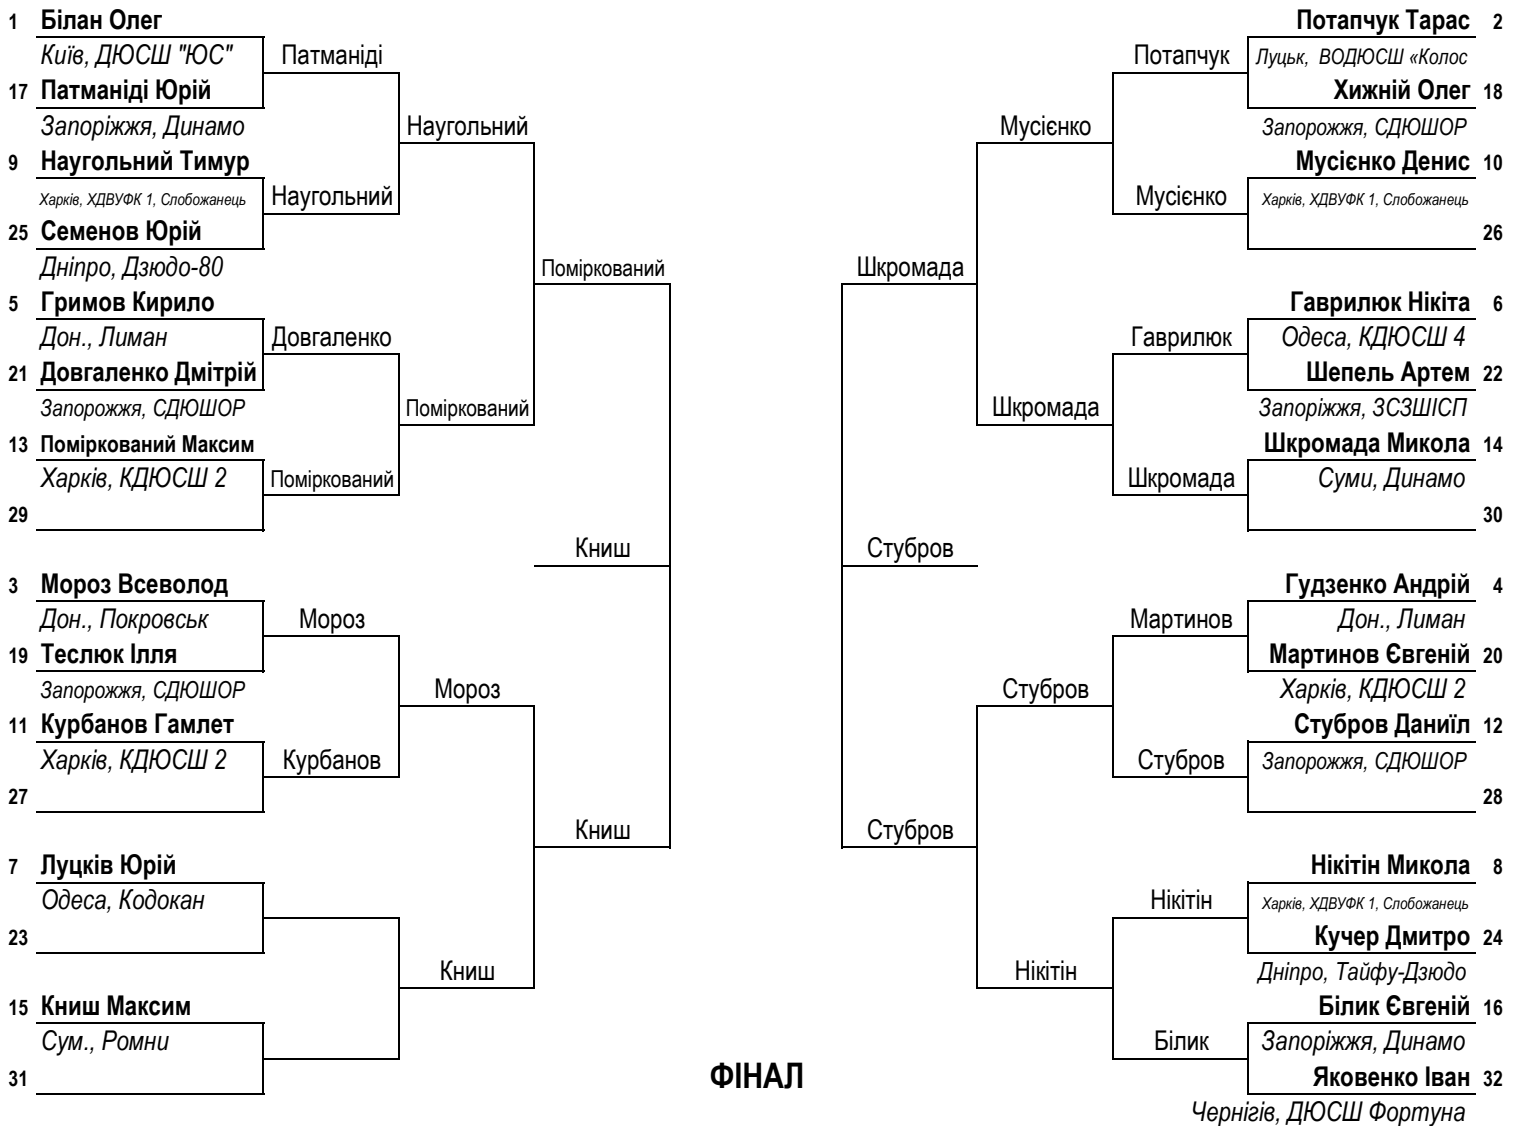 1 Білан Олег
Київ, ДЮСШ "ЮС"
17 Патманіді Юрій
Запоріжжя, Динамо
9 Наугольний Тимур
Харків, ХДВУФК 1, Слобожанець
25 Семенов Юрій
Дніпро, Дзюдо-80
5 Гримов Кирило
Дон., Лиман
21 Довгаленко Дмітрій
Запорожжя, СДЮШОР
13 Поміркований Максим
Харків, КДЮСШ 2
29
3 Мороз Всеволод
Дон., Покровськ
19 Теслюк Ілля
Запорожжя, СДЮШОР
11 Курбанов Гамлет
Харків, КДЮСШ 2
27
7 Луцків Юрій
Одеса, Кодокан
23
15 Книш Максим
Сум., Ромни
31
Патманіді
Наугольний
Довгаленко
Поміркований
Мороз
Курбанов
Наугольний
Поміркований
Мороз
Книш
Поміркований
Книш
Книш
ФІНАЛ
Стубров
Шкромада
Стубров
Мусієнко
Шкромада
Стубров
Нікітін
Потапчук
Мусієнко
Гаврилюк
Шкромада
Мартинов
Стубров
Нікітін
Білик
Потапчук Тарас 2
Луцьк, ВОДЮСШ «Колос
Хижній Олег 18
Запорожжя, СДЮШОР
Мусієнко Денис 10
Харків, ХДВУФК 1, Слобожанець
26
Гаврилюк Нікіта 6
Одеса, КДЮСШ 4
Шепель Артем 22
Запоріжжя, ЗСЗШІСП
Шкромада Микола 14
Суми, Динамо
30
Гудзенко Андрій 4
Дон., Лиман
Мартинов Євгеній 20
Харків, КДЮСШ 2
Стубров Даниїл 12
Запорожжя, СДЮШОР
28
Нікітін Микола 8
Харків, ХДВУФК 1, Слобожанець
Кучер Дмитро 24
Дніпро, Тайфу-Дзюдо
Білик Євгеній 16
Запоріжжя, Динамо
Яковенко Іван 32
Чернігів, ДЮСШ Фортуна